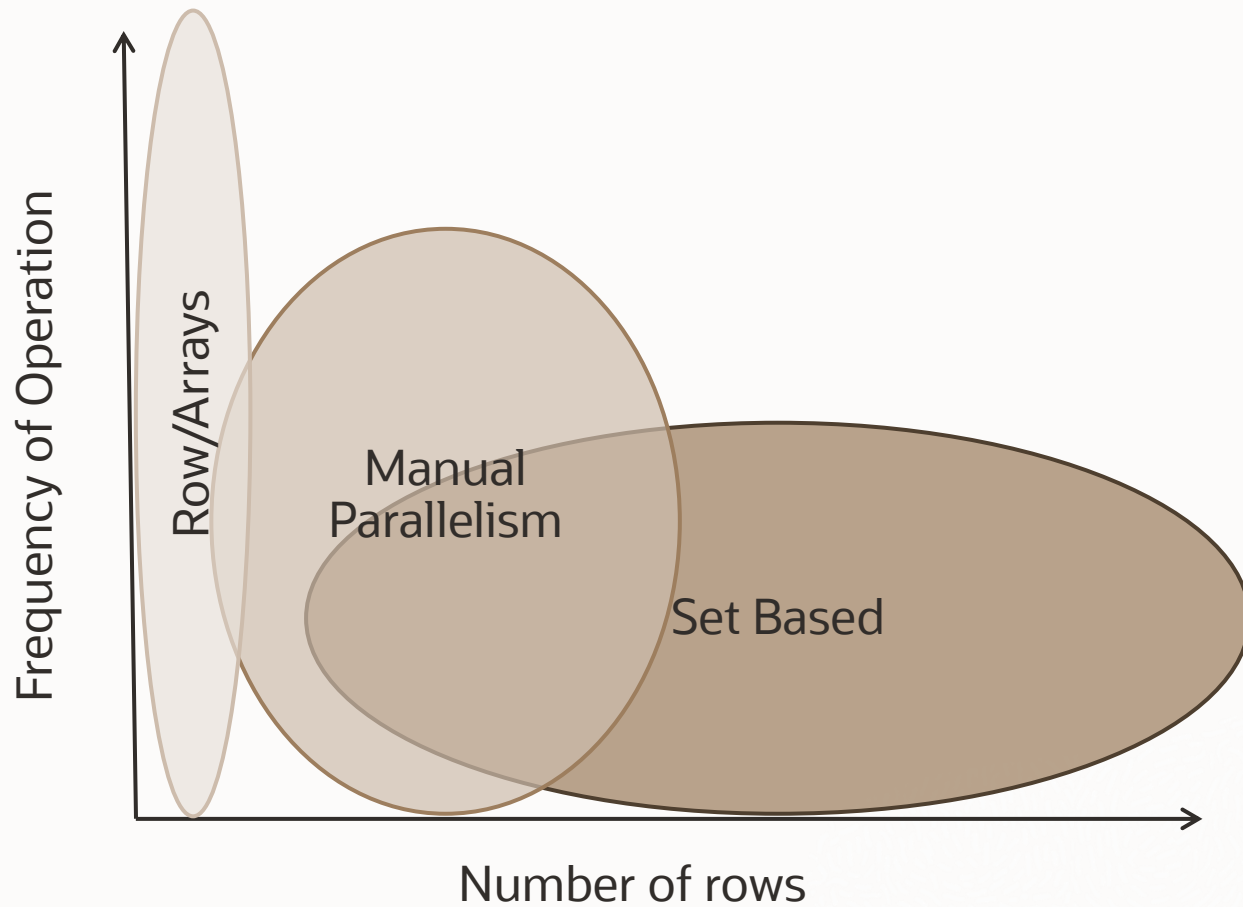 Frequency of Operation
Row/Arrays
Manual
Parallelism
Set Based
Number of rows